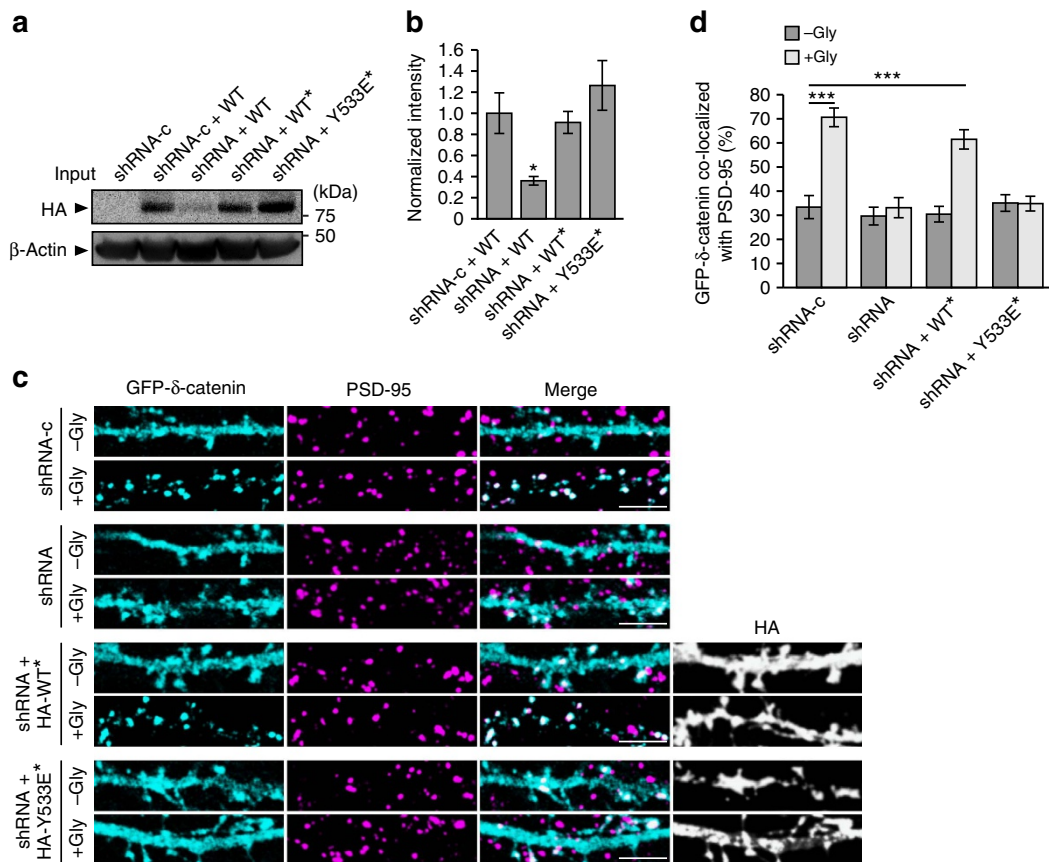 a
Input
shRNA-c
shRNA-c + WT
shRNA + WT
shRNA + WT*
shRNA + Y533E*
(kDa)
HA
75
50
β-Actin
b
Normalized intensity
1.6
1.4
1.2
1.0
0.8
0.6
0.4
0.2
0
*
shRNA-c + WT
shRNA + WT
shRNA + WT*
shRNA + Y533E*
d
–Gly
+Gly
GFP-δ-catenin co-localized
with PSD-95 (%)
80
70
60
50
40
30
20
10
0
***
***
shRNA-c
shRNA
shRNA + WT*
shRNA + Y533E*
c
GFP-δ-catenin
PSD-95
Merge
shRNA-c
–Gly
+Gly
shRNA
–Gly
+Gly
HA
shRNA +
HA-WT*
–Gly
+Gly
shRNA +
HA-Y533E*
–Gly
+Gly